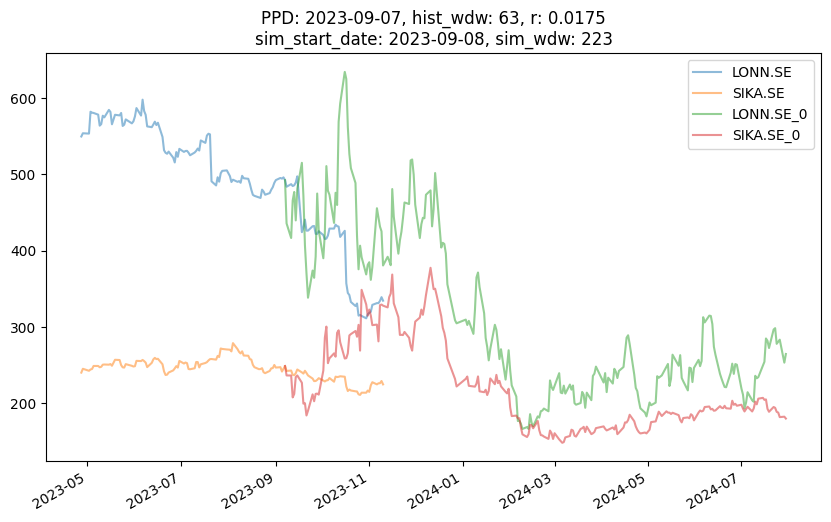 PPD: 2023-09-07, hist_wdw: 63, r: 0.0175
sim_start_date: 2023-09-08, sim_wdw: 223
LONN.SE
SIKA.SE
LONN.SE_0
SIKA.SE_0
600
500
400
300
200
2023-05
2023-07
2023-09
2023-11
2024-01
2024-03
2024-05
2024-07